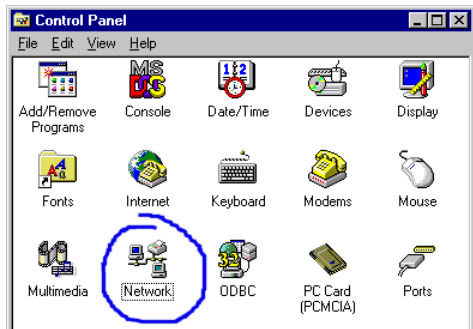 Control Panel
File Edit View Help
Add/Remove Programs
Console
Date/Time
Devices
Display
Fonts
Internet
Keyboard
Modems
Mouse
Multimedia
Network
ODBC
PC Card (PCMCIA)
Ports